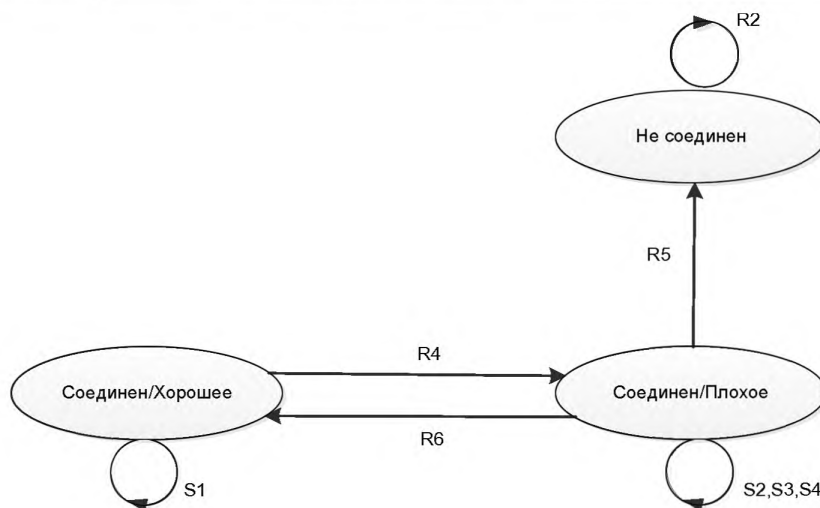 R2
Не соединен
R5
R4
Соединен/Хорошее
Соединен/Плохое
R6
S1
S2,S3,S4